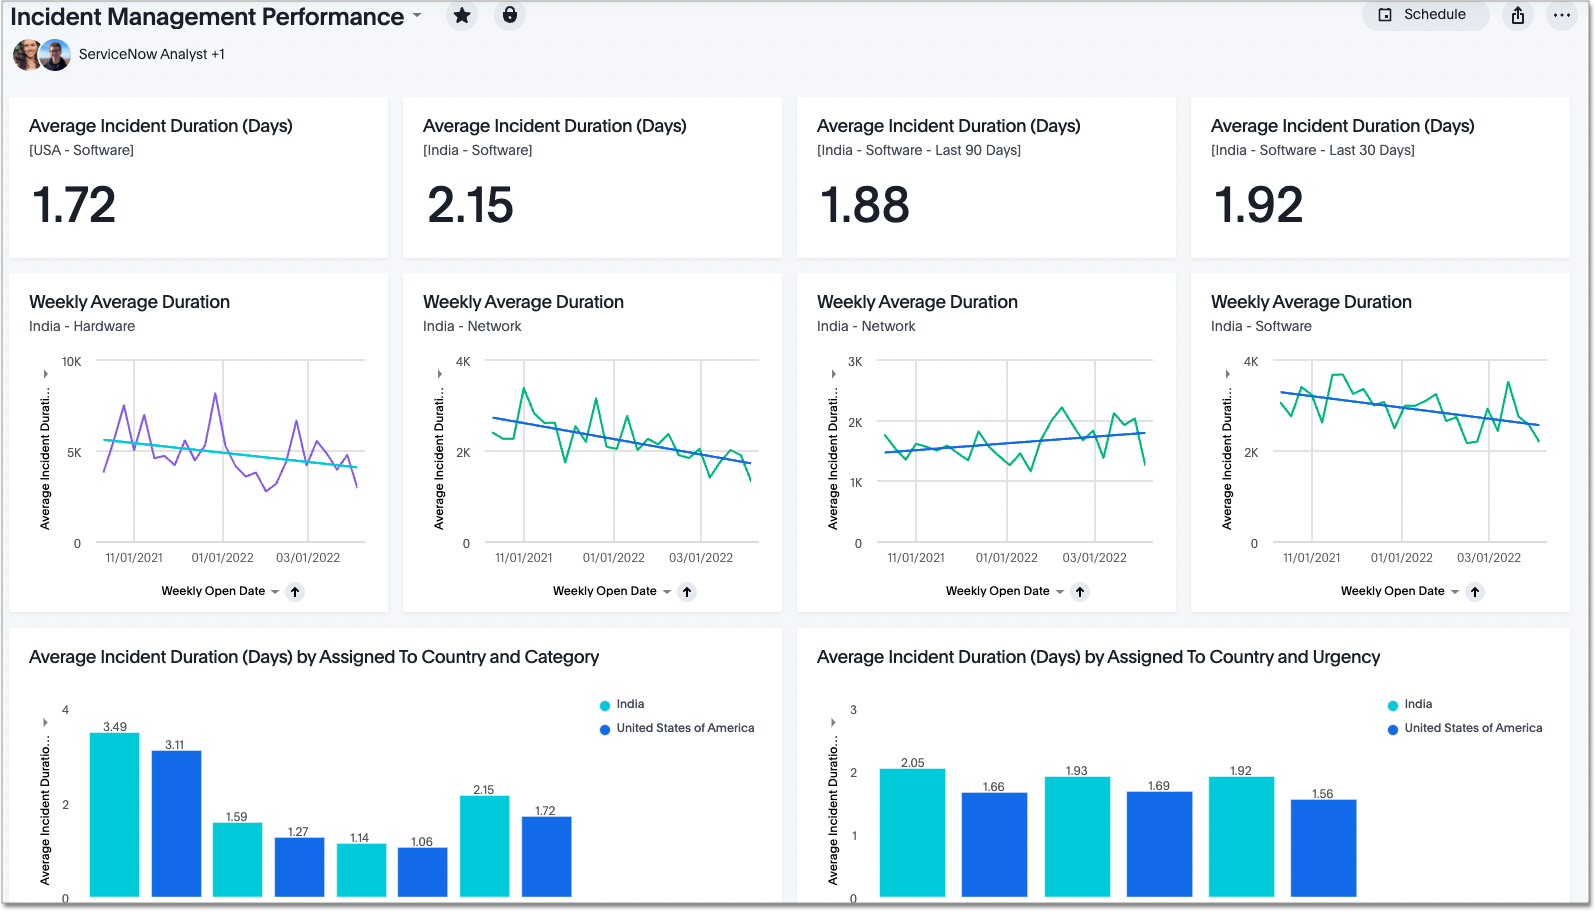 Incident Management Performance
Schedule
ServiceNow Analyst +1
Average Incident Duration (Days)
[USA - Software]
1.72
Average Incident Duration (Days)
[India - Software]
2.15
Average Incident Duration (Days)
[India - Software - Last 90 Days]
1.88
Average Incident Duration (Days)
[India - Software - Last 30 Days]
1.92
Weekly Average Duration
India - Hardware
Average Incident Durati...
10K
5K
0
11/01/2021 01/01/2022 03/01/2022
Weekly Open Date
Weekly Average Duration
India - Network
Average Incident Durati...
4K
2K
0
11/01/2021 01/01/2022 03/01/2022
Weekly Open Date
Weekly Average Duration
India - Network
Average Incident Durati...
3K
2K
1K
0
11/01/2021 01/01/2022 03/01/2022
Weekly Open Date
Weekly Average Duration
India - Software
Average Incident Durati...
4K
2K
0
11/01/2021 01/01/2022 03/01/2022
Weekly Open Date
Average Incident Duration (Days) by Assigned To Country and Category
Average Incident Duratio...
4
2
0
3.49
3.11
1.59
1.27
1.14
1.06
2.15
1.72
India
United States of America
Average Incident Duration (Days) by Assigned To Country and Urgency
Average Incident Duratio...
3
2
1
0
2.05
1.66
1.93
1.69
1.92
1.56
India
United States of America